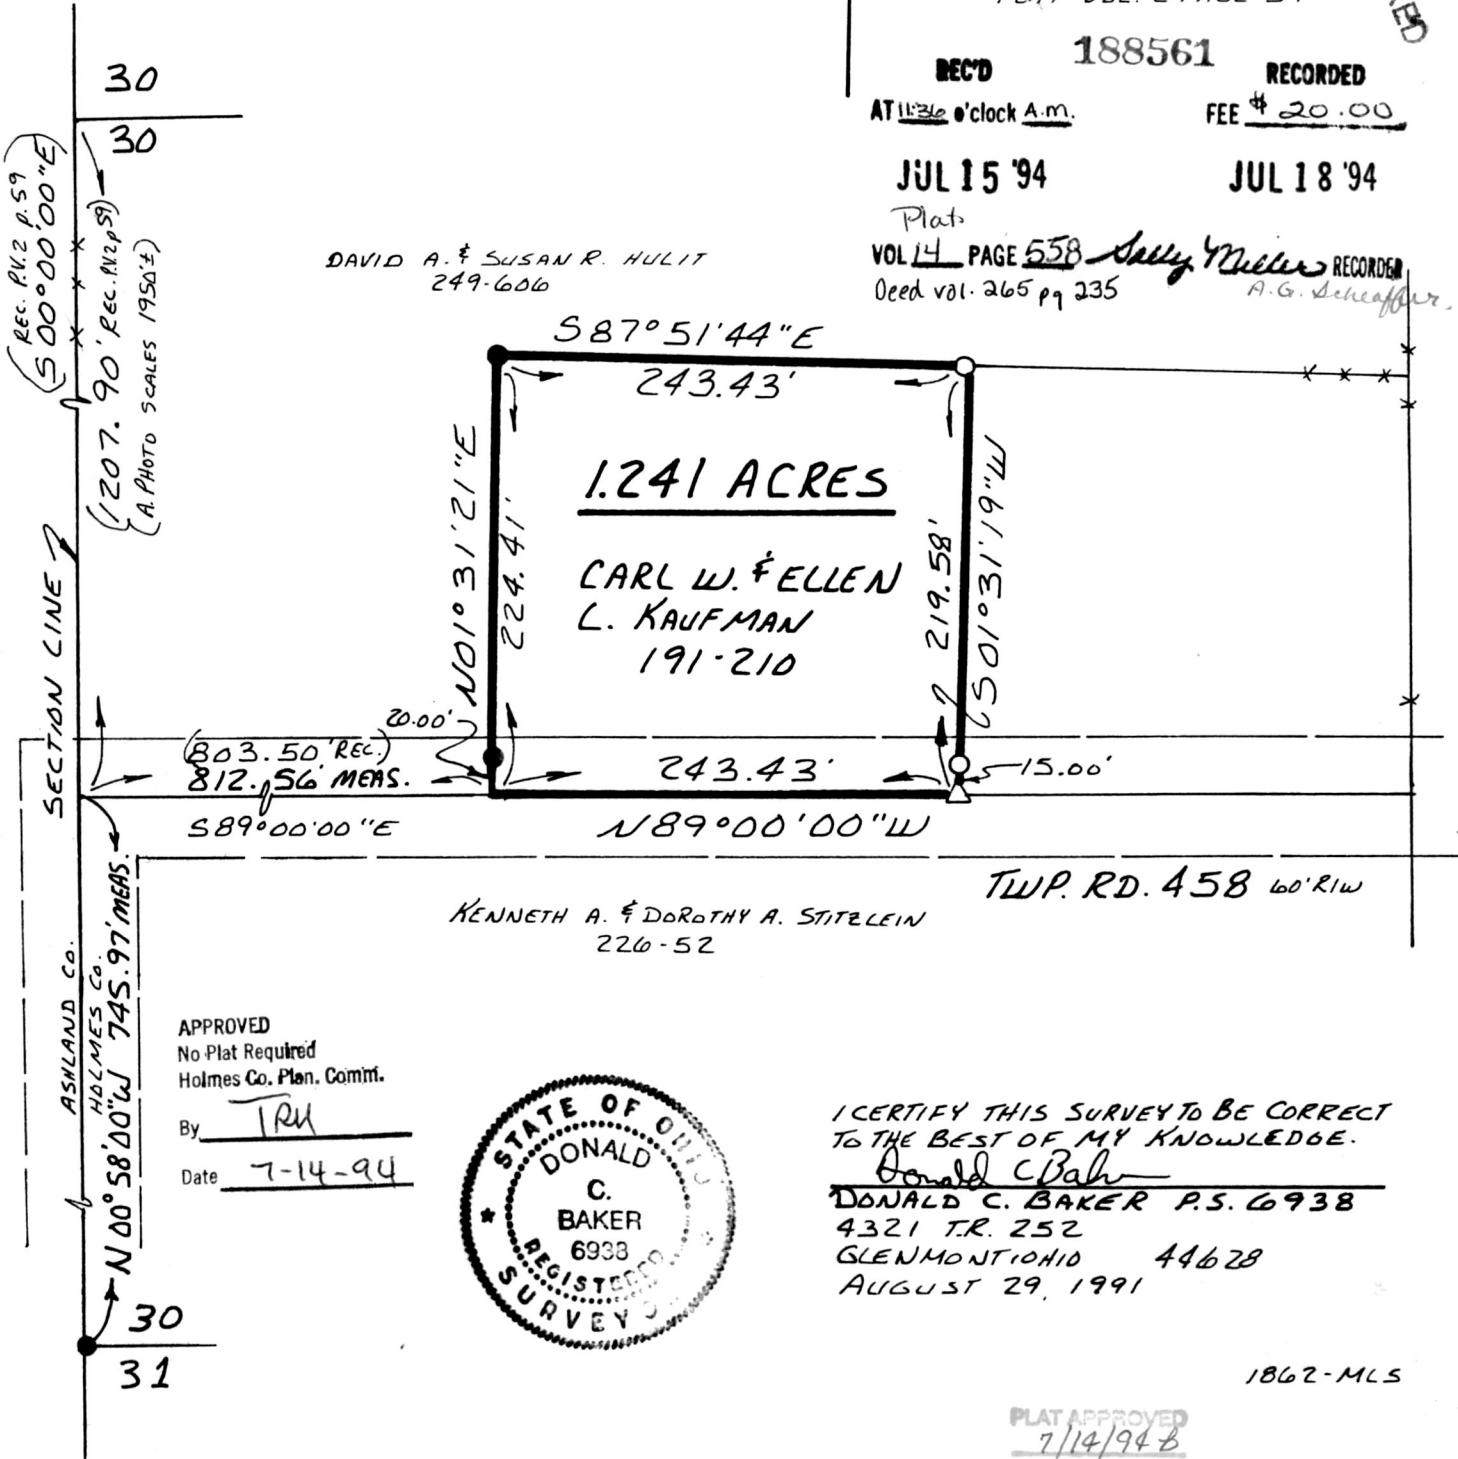 188561
REC'D
AT 11:36 o'clock A.m.
JUL 15 '94
RECORDED
FEE $ 20.00
JUL 18 '94
Plat
VOL 14 PAGE 558 Sally Miller RECORDER
Deed vol. 265 pg 235
A.G. Scheaffer.
30
30
REC. P.V.2 P.59
(S 00°00'00"E)
(1207.90' REC. P.V.2 p 59)
(A. PHOTO SCALES 1950'±)
DAVID A. & SUSAN R. HULIT
249-606
S 87°51'44"E
243.43'
N 01°31'21"E
224.41'
1.241 ACRES
CARL W. & ELLEN
L. KAUFMAN
191-210
219.58'
S 01°31'19"W
SECTION LINE
20.00'
(803.50' REC.)
812.56' MEAS.
S 89°00'00"E
243.43'
15.00'
N 89°00'00"W
TWP. RD. 458 60' R/W
KENNETH A. & DOROTHY A. STITZLEIN
226-52
ASHLAND CO.
HOLMES CO.
N 00°58'00"W 745.97' MEAS.
APPROVED
No Plat Required
Holmes Co. Plan. Comm.
By TRM
Date 7-14-94
STATE OF OHIO
DONALD
C.
BAKER
6938
REGISTERED
SURVEYOR
I CERTIFY THIS SURVEY TO BE CORRECT
TO THE BEST OF MY KNOWLEDGE.
Donald C Baker
DONALD C. BAKER P.S. 6938
4321 T.R. 252
GLENMONT, OHIO 44628
AUGUST 29, 1991
30
31
1862-MLS
PLAT APPROVED
7/14/94